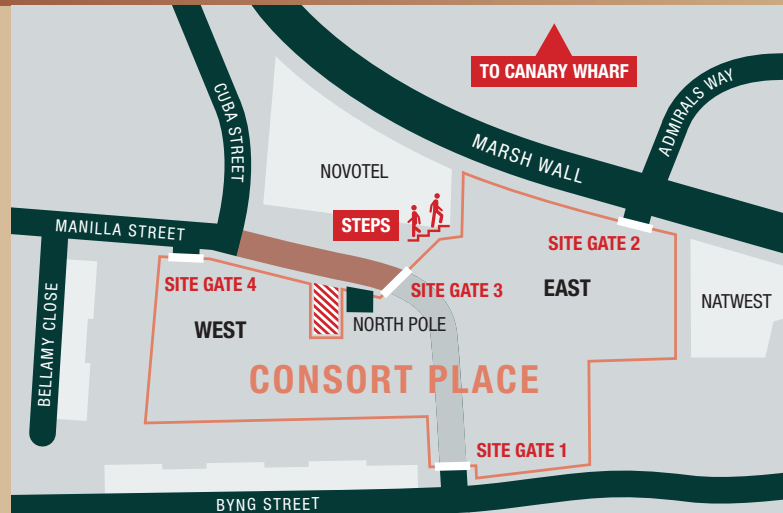 TO CANARY WHARF
ADMIRALS WAY
CUBA STREET
MARSH WALL
NOVOTEL
STEPS
MANILLA STREET
SITE GATE 2
SITE GATE 4
SITE GATE 3
EAST
NATWEST
WEST
NORTH POLE
BELLAMY CLOSE
CONSORT PLACE
SITE GATE 1
BYNG STREET